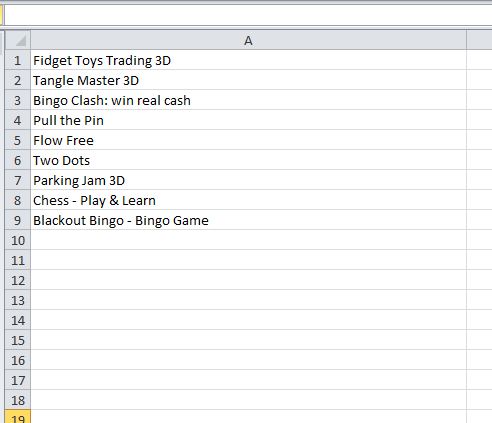 A
1 Fidget Toys Trading 3D
2 Tangle Master 3D
3 Bingo Clash: win real cash
4 Pull the Pin
5 Flow Free
6 Two Dots
7 Parking Jam 3D
8 Chess - Play & Learn
9 Blackout Bingo - Bingo Game
10
11
12
13
14
15
16
17
18
19